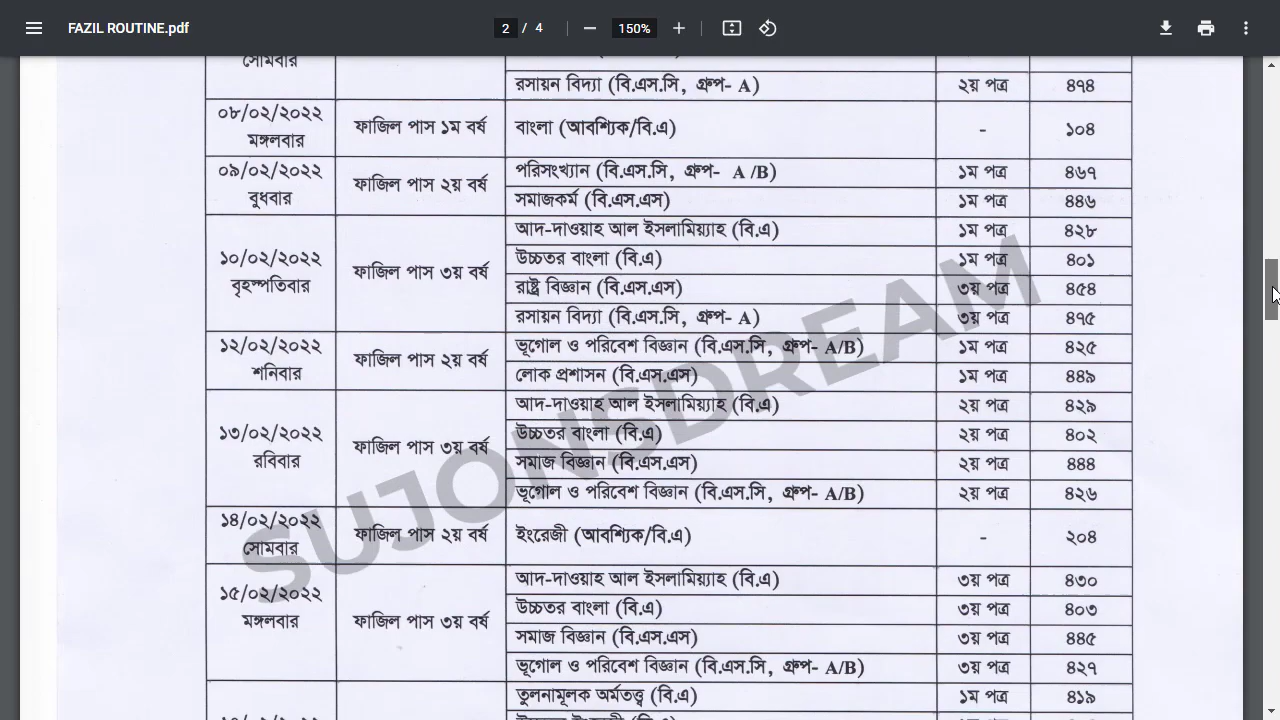 FAZIL ROUTINE.pdf
2 / 4
150%
সোমবার
রসায়ন বিদ্যা (বি.এস.সি, গ্রুপ- A) ২য় পত্র ৪৭৪
০৮/০২/২০২২
মঙ্গলবার
ফাজিল পাস ১ম বর্ষ
বাংলা (আবশ্যিক/বি.এ) - ১০৪
০৯/০২/২০২২
বুধবার
ফাজিল পাস ২য় বর্ষ
পরিসংখ্যান (বি.এস.সি, গ্রুপ- A /B) ১ম পত্র ৪৬৭
সমাজকর্ম (বি.এস.এস) ১ম পত্র ৪৪৬
১০/০২/২০২২
বৃহস্পতিবার
ফাজিল পাস ৩য় বর্ষ
আদ-দাওয়াহ আল ইসলামিয়্যাহ (বি.এ) ১ম পত্র ৪২৮
উচ্চতর বাংলা (বি.এ) ১ম পত্র ৪০১
রাষ্ট্র বিজ্ঞান (বি.এস.এস) ৩য় পত্র ৪৫৪
রসায়ন বিদ্যা (বি.এস.সি, গ্রুপ- A) ৩য় পত্র ৪৭৫
১২/০২/২০২২
শনিবার
ফাজিল পাস ২য় বর্ষ
ভূগোল ও পরিবেশ বিজ্ঞান (বি.এস.সি, গ্রুপ- A/B) ১ম পত্র ৪২৫
লোক প্রশাসন (বি.এস.এস) ১ম পত্র ৪৪৯
১৩/০২/২০২২
রবিবার
ফাজিল পাস ৩য় বর্ষ
আদ-দাওয়াহ আল ইসলামিয়্যাহ (বি.এ) ২য় পত্র ৪২৯
উচ্চতর বাংলা (বি.এ) ২য় পত্র ৪০২
সমাজ বিজ্ঞান (বি.এস.এস) ২য় পত্র ৪৪৪
ভূগোল ও পরিবেশ বিজ্ঞান (বি.এস.সি, গ্রুপ- A/B) ২য় পত্র ৪২৬
১৪/০২/২০২২
সোমবার
ফাজিল পাস ২য় বর্ষ
ইংরেজী (আবশ্যিক/বি.এ) - ২০৪
১৫/০২/২০২২
মঙ্গলবার
ফাজিল পাস ৩য় বর্ষ
আদ-দাওয়াহ আল ইসলামিয়্যাহ (বি.এ) ৩য় পত্র ৪৩০
উচ্চতর বাংলা (বি.এ) ৩য় পত্র ৪০৩
সমাজ বিজ্ঞান (বি.এস.এস) ৩য় পত্র ৪৪৫
ভূগোল ও পরিবেশ বিজ্ঞান (বি.এস.সি, গ্রুপ- A/B) ৩য় পত্র ৪২৭
তুলনামূলক অর্মতত্ত্ব (বি.এ) ১ম পত্র ৪১৯
SUJONSDREAM